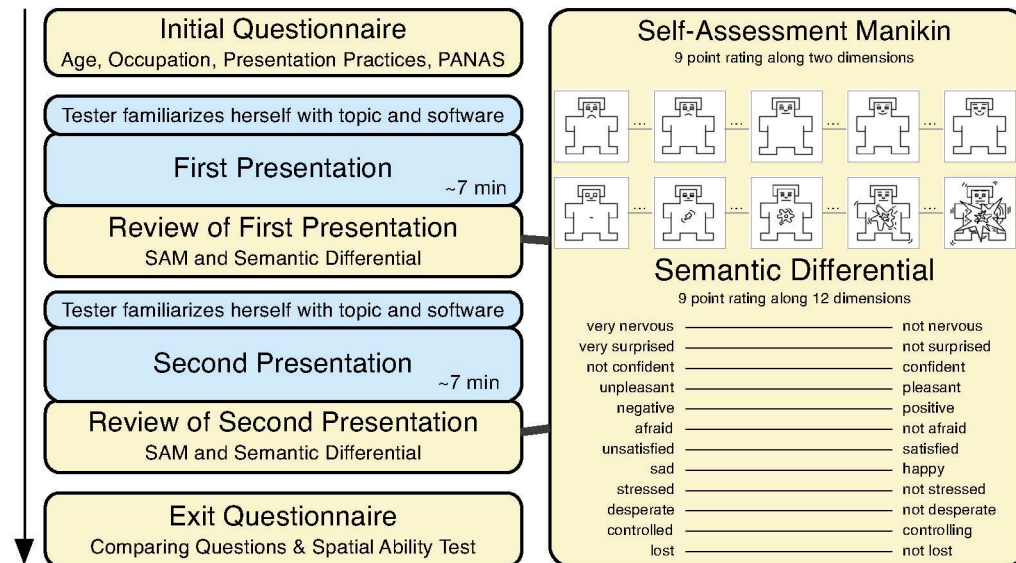 Initial Questionnaire
Age, Occupation, Presentation Practices, PANAS
Tester familiarizes herself with topic and software
First Presentation
~7 min
Review of First Presentation
SAM and Semantic Differential
Tester familiarizes herself with topic and software
Second Presentation
~7 min
Review of Second Presentation
SAM and Semantic Differential
Exit Questionnaire
Comparing Questions & Spatial Ability Test
Self-Assessment Manikin
9 point rating along two dimensions
... ... ... ...
... ... ... ...
Semantic Differential
9 point rating along 12 dimensions
very nervous not nervous
very surprised not surprised
not confident confident
unpleasant pleasant
negative positive
afraid not afraid
unsatisfied satisfied
sad happy
stressed not stressed
desperate not desperate
controlled controlling
lost not lost